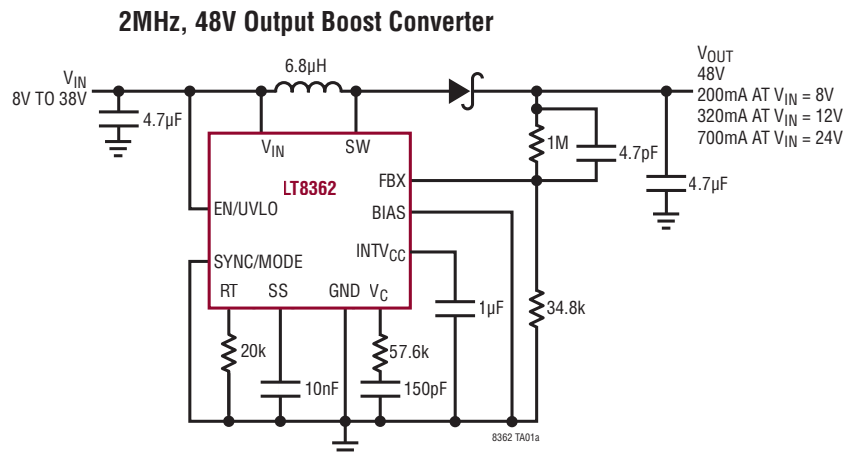 2MHz, 48V Output Boost Converter
VIN
8V TO 38V
4.7µF
6.8µH
VOUT
48V
200mA AT VIN = 8V
320mA AT VIN = 12V
700mA AT VIN = 24V
VIN
SW
LT8362
FBX
EN/UVLO
BIAS
SYNC/MODE
INTVCC
RT
SS
GND
VC
1M
4.7pF
4.7µF
1µF
34.8k
20k
10nF
57.6k
150pF
8362 TA01a